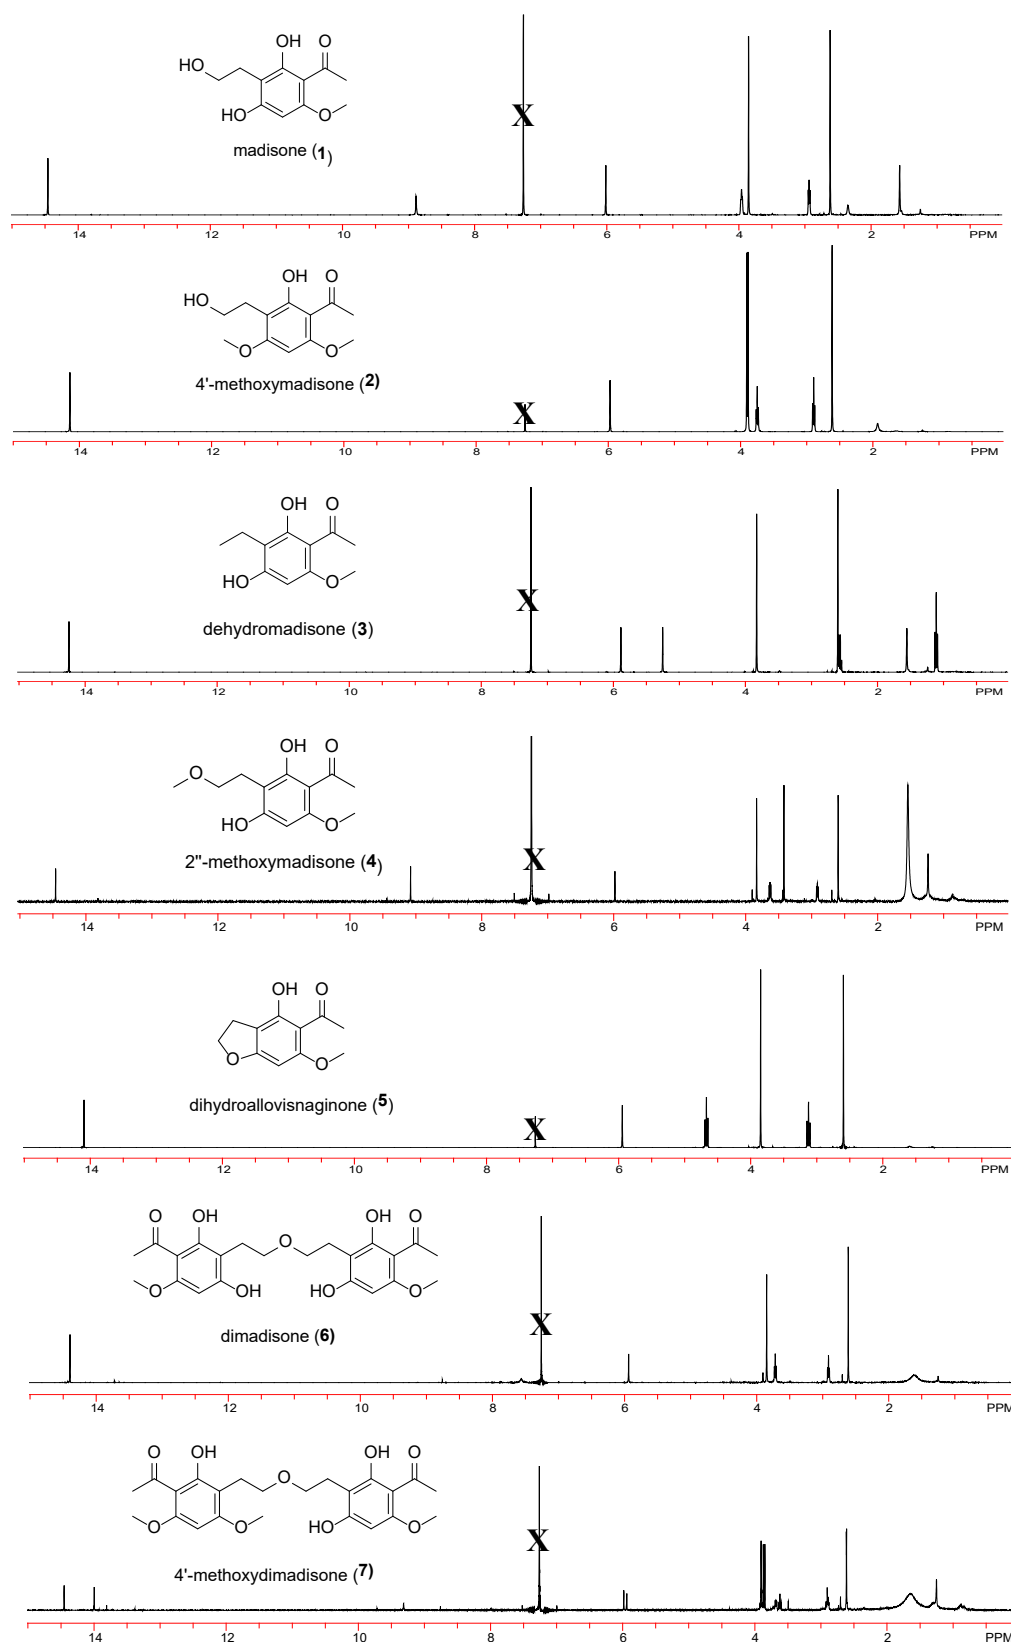 OH O
HO
HO O
madisone (1)
X
14 12 10 8 6 4 2 PPM
OH O
HO
O O
4'-methoxymadisone (2)
X
14 12 10 8 6 4 2 PPM
OH O
HO O
dehydromadisone (3)
X
14 12 10 8 6 4 2 PPM
OH O
O
HO O
2"-methoxymadisone (4)
X
14 12 10 8 6 4 2 PPM
OH O
O O
dihydroallovisnaginone (5)
X
14 12 10 8 6 4 2 PPM
O OH O OH O
O OH HO O
dimadisone (6)
X
14 12 10 8 6 4 2 PPM
O OH O OH O
O O HO O
4'-methoxydimadisone (7)
X
14 12 10 8 6 4 2 PPM